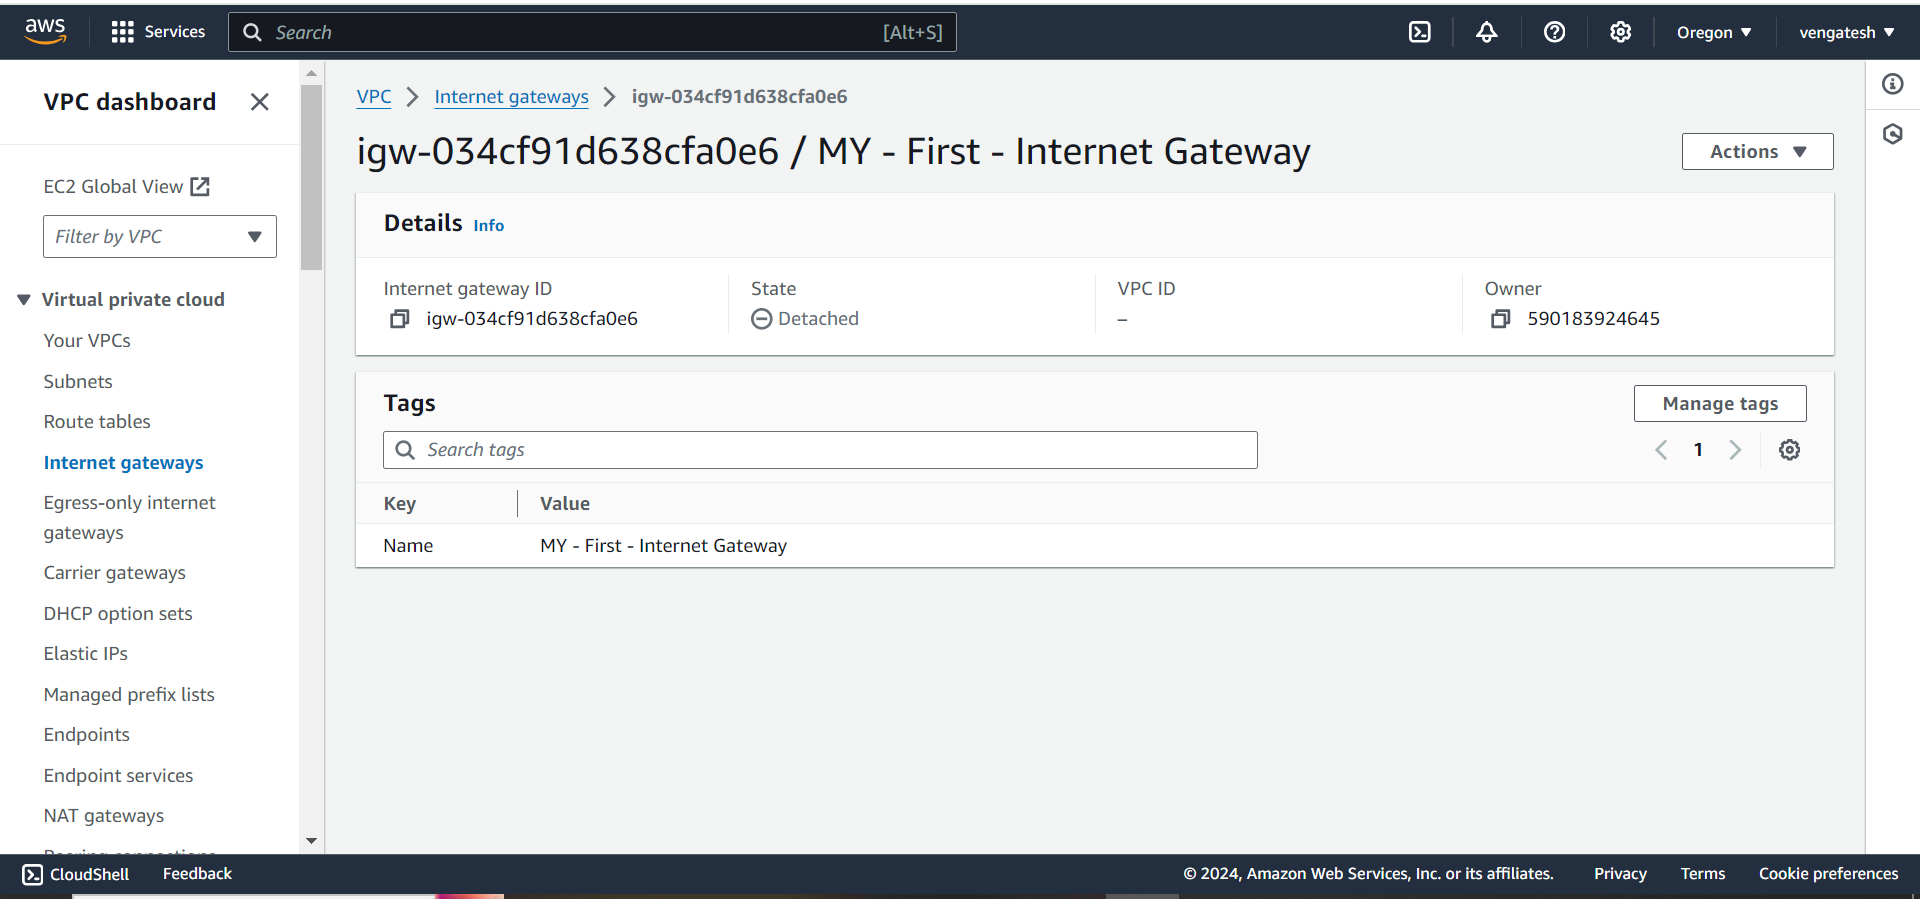 aws
Services
Search
[Alt+S]
Oregon
vengatesh
VPC dashboard
EC2 Global View
Filter by VPC
Virtual private cloud
Your VPCs
Subnets
Route tables
Internet gateways
Egress-only internet
gateways
Carrier gateways
DHCP option sets
Elastic IPs
Managed prefix lists
Endpoints
Endpoint services
NAT gateways
VPC
Internet gateways
igw-034cf91d638cfa0e6
igw-034cf91d638cfa0e6 / MY - First - Internet Gateway
Actions
Details Info
Internet gateway ID
igw-034cf91d638cfa0e6
State
Detached
VPC ID
–
Owner
590183924645
Tags
Manage tags
Search tags
1
Key
Value
Name
MY - First - Internet Gateway
CloudShell
Feedback
© 2024, Amazon Web Services, Inc. or its affiliates.
Privacy
Terms
Cookie preferences